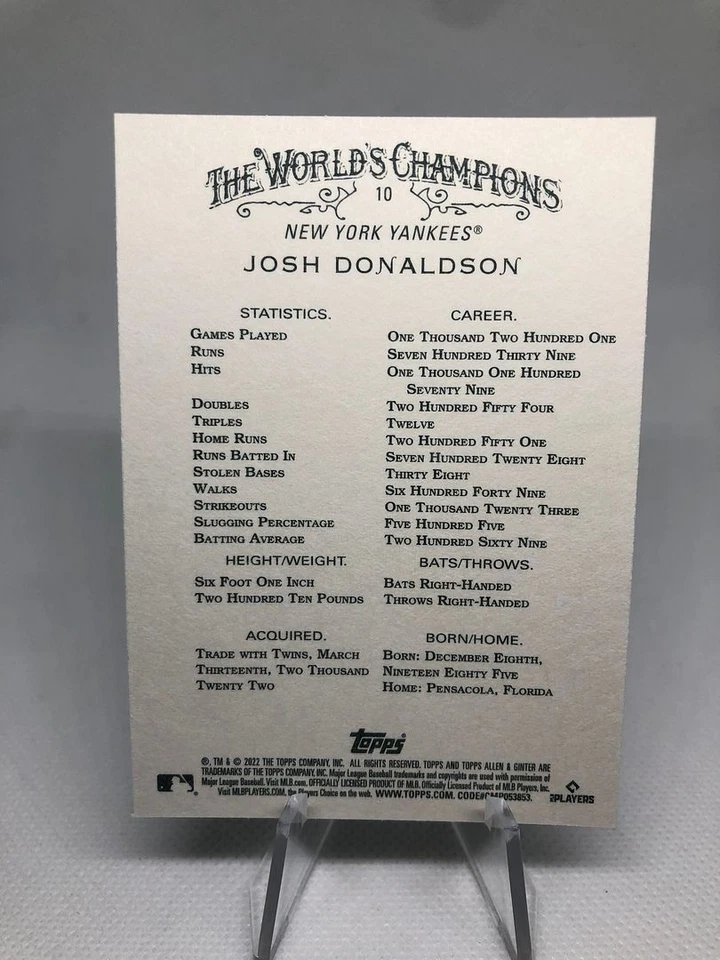 THE WORLD'S CHAMPIONS
10
NEW YORK YANKEES®
JOSH DONALDSON
STATISTICS. CAREER.
GAMES PLAYED ONE THOUSAND TWO HUNDRED ONE
RUNS SEVEN HUNDRED THIRTY NINE
HITS ONE THOUSAND ONE HUNDRED
SEVENTY NINE
DOUBLES TWO HUNDRED FIFTY FOUR
TRIPLES TWELVE
HOME RUNS TWO HUNDRED FIFTY ONE
RUNS BATTED IN SEVEN HUNDRED TWENTY EIGHT
STOLEN BASES THIRTY EIGHT
WALKS SIX HUNDRED FORTY NINE
STRIKEOUTS ONE THOUSAND TWENTY THREE
SLUGGING PERCENTAGE FIVE HUNDRED FIVE
BATTING AVERAGE TWO HUNDRED SIXTY NINE
HEIGHT/WEIGHT. BATS/THROWS.
SIX FOOT ONE INCH BATS RIGHT-HANDED
TWO HUNDRED TEN POUNDS THROWS RIGHT-HANDED
ACQUIRED. BORN/HOME.
TRADE WITH TWINS, MARCH BORN: DECEMBER EIGHTH,
THIRTEENTH, TWO THOUSAND NINETEEN EIGHTY FIVE
TWENTY TWO HOME: PENSACOLA, FLORIDA
topps®
®, TM & © 2022 THE TOPPS COMPANY, INC. ALL RIGHTS RESERVED. TOPPS AND TOPPS ALLEN & GINTER ARE
TRADEMARKS OF THE TOPPS COMPANY, INC. Major League Baseball trademarks and copyrights are used with permission of
Major League Baseball. Visit MLB.com. OFFICIALLY LICENSED PRODUCT OF MLB. Officially Licensed Product of MLB Players, Inc.
Visit MLBPLAYERS.COM, the Players Choice on the web. WWW.TOPPS.COM. CODE#CMP053853.
PLAYERS